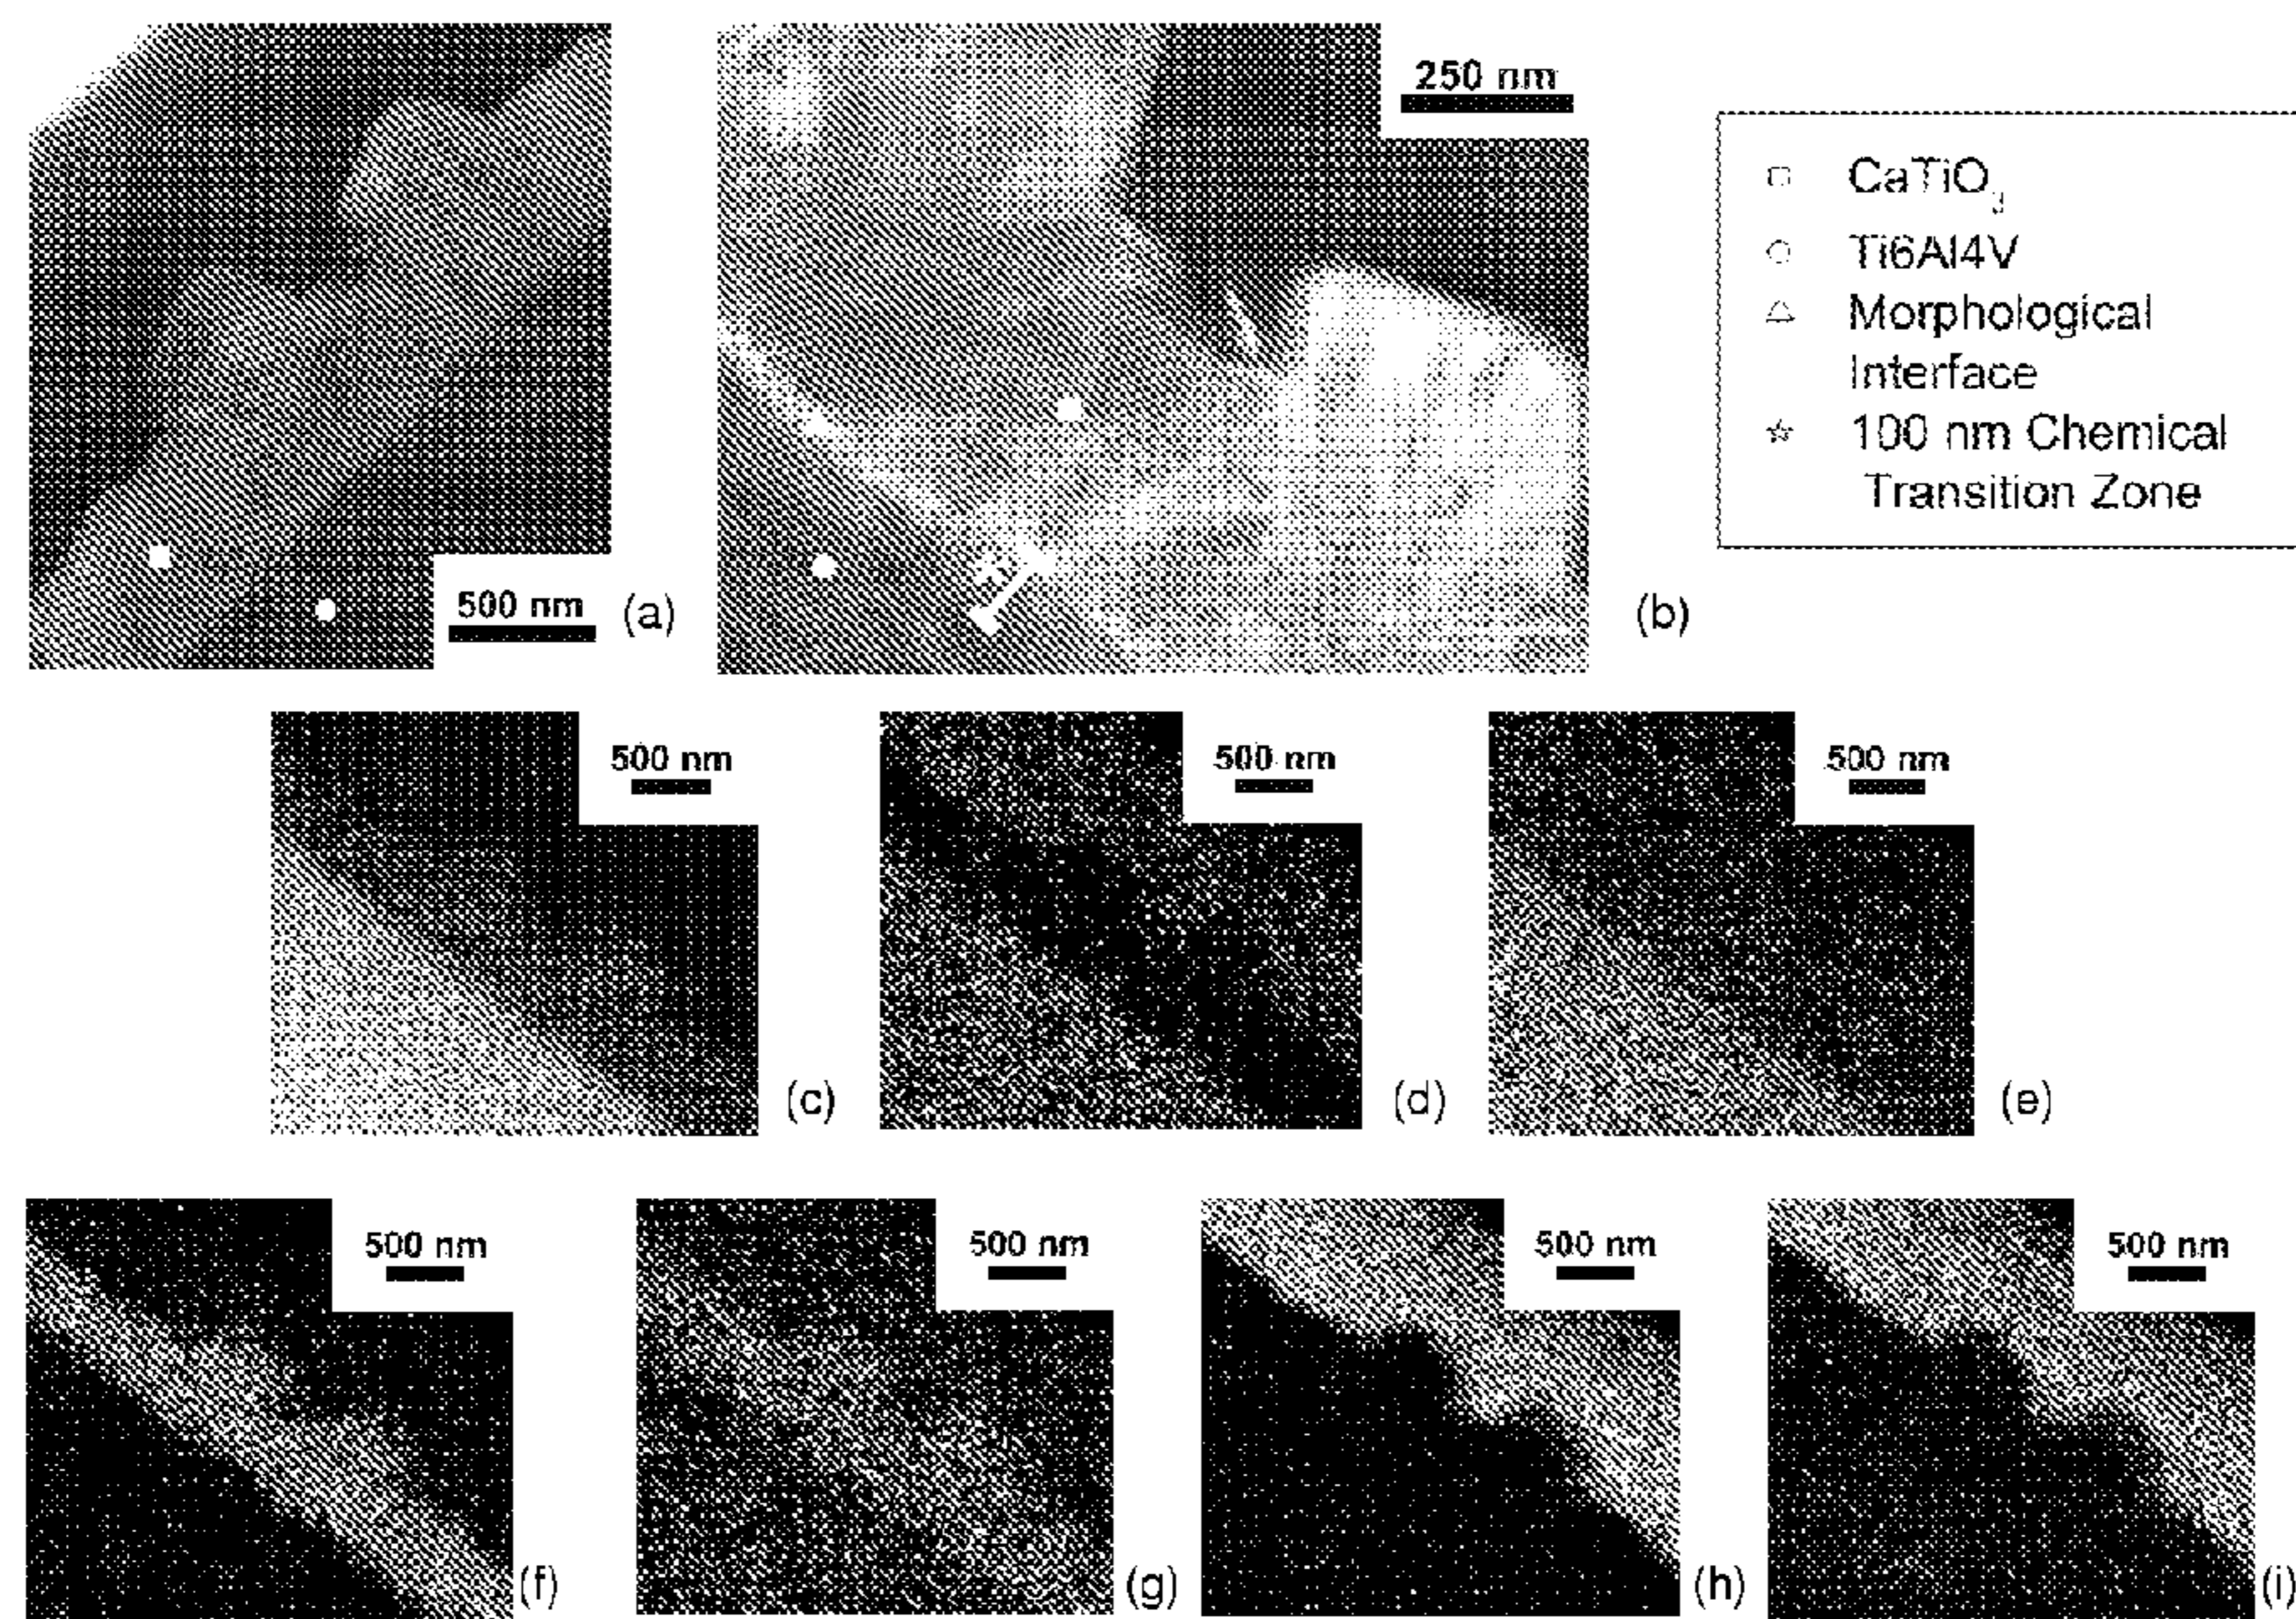 250 nm
CaTiO3
Ti6Al4V
Morphological
Interface
100 nm Chemical
Transition Zone
500 nm
(a)
(b)
500 nm
500 nm
500 nm
(c)
(d)
(e)
500 nm
500 nm
500 nm
500 nm
(f)
(g)
(h)
(i)